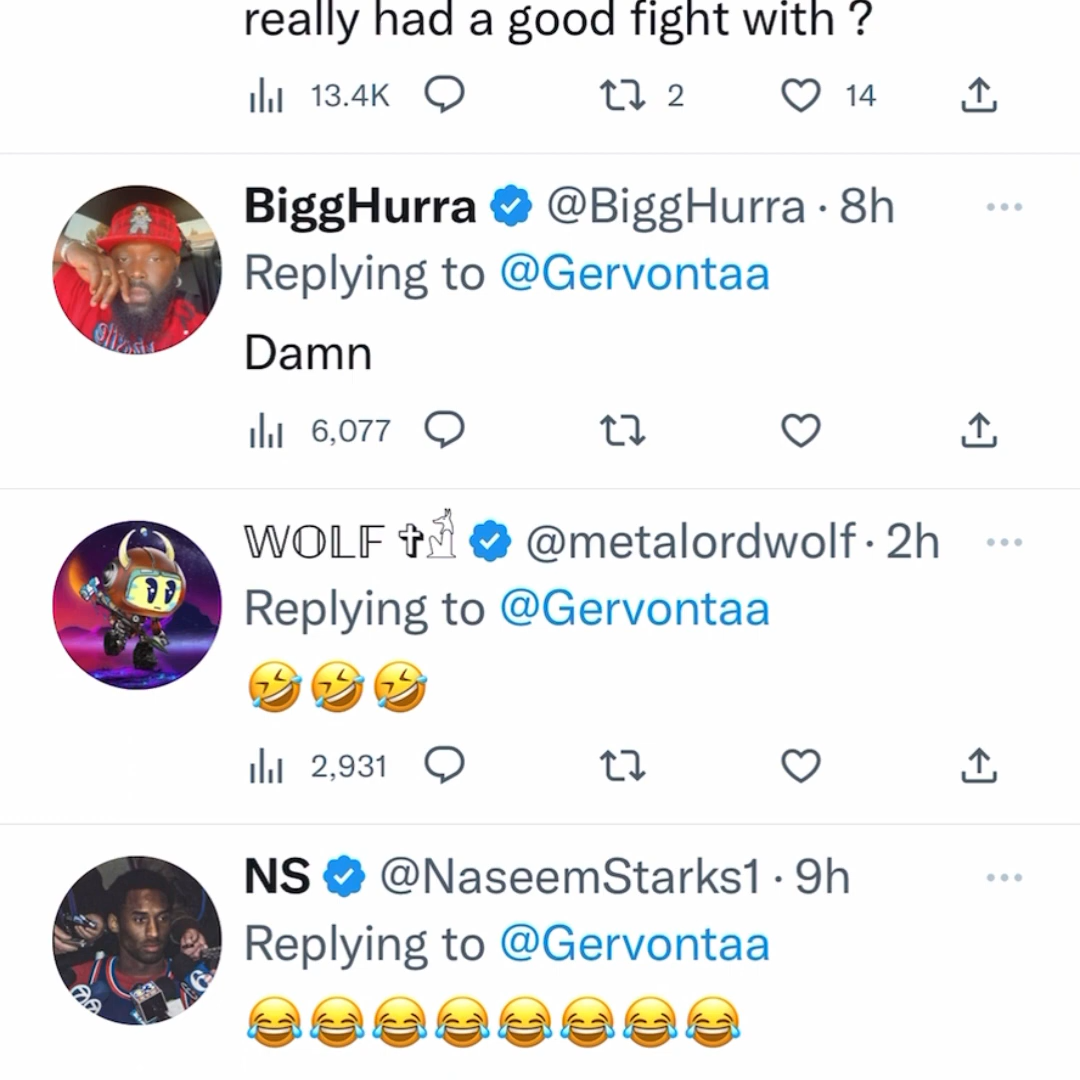 really had a good fight with ?
13.4K 2 14
BiggHurra @BiggHurra · 8h
Replying to @Gervontaa
Damn
6,077
𝕎𝕆𝕃𝔽 ✝ @metalordwolf · 2h
Replying to @Gervontaa
🤣🤣🤣
2,931
NS @NaseemStarks1 · 9h
Replying to @Gervontaa
😂😂😂😂😂😂😂😂